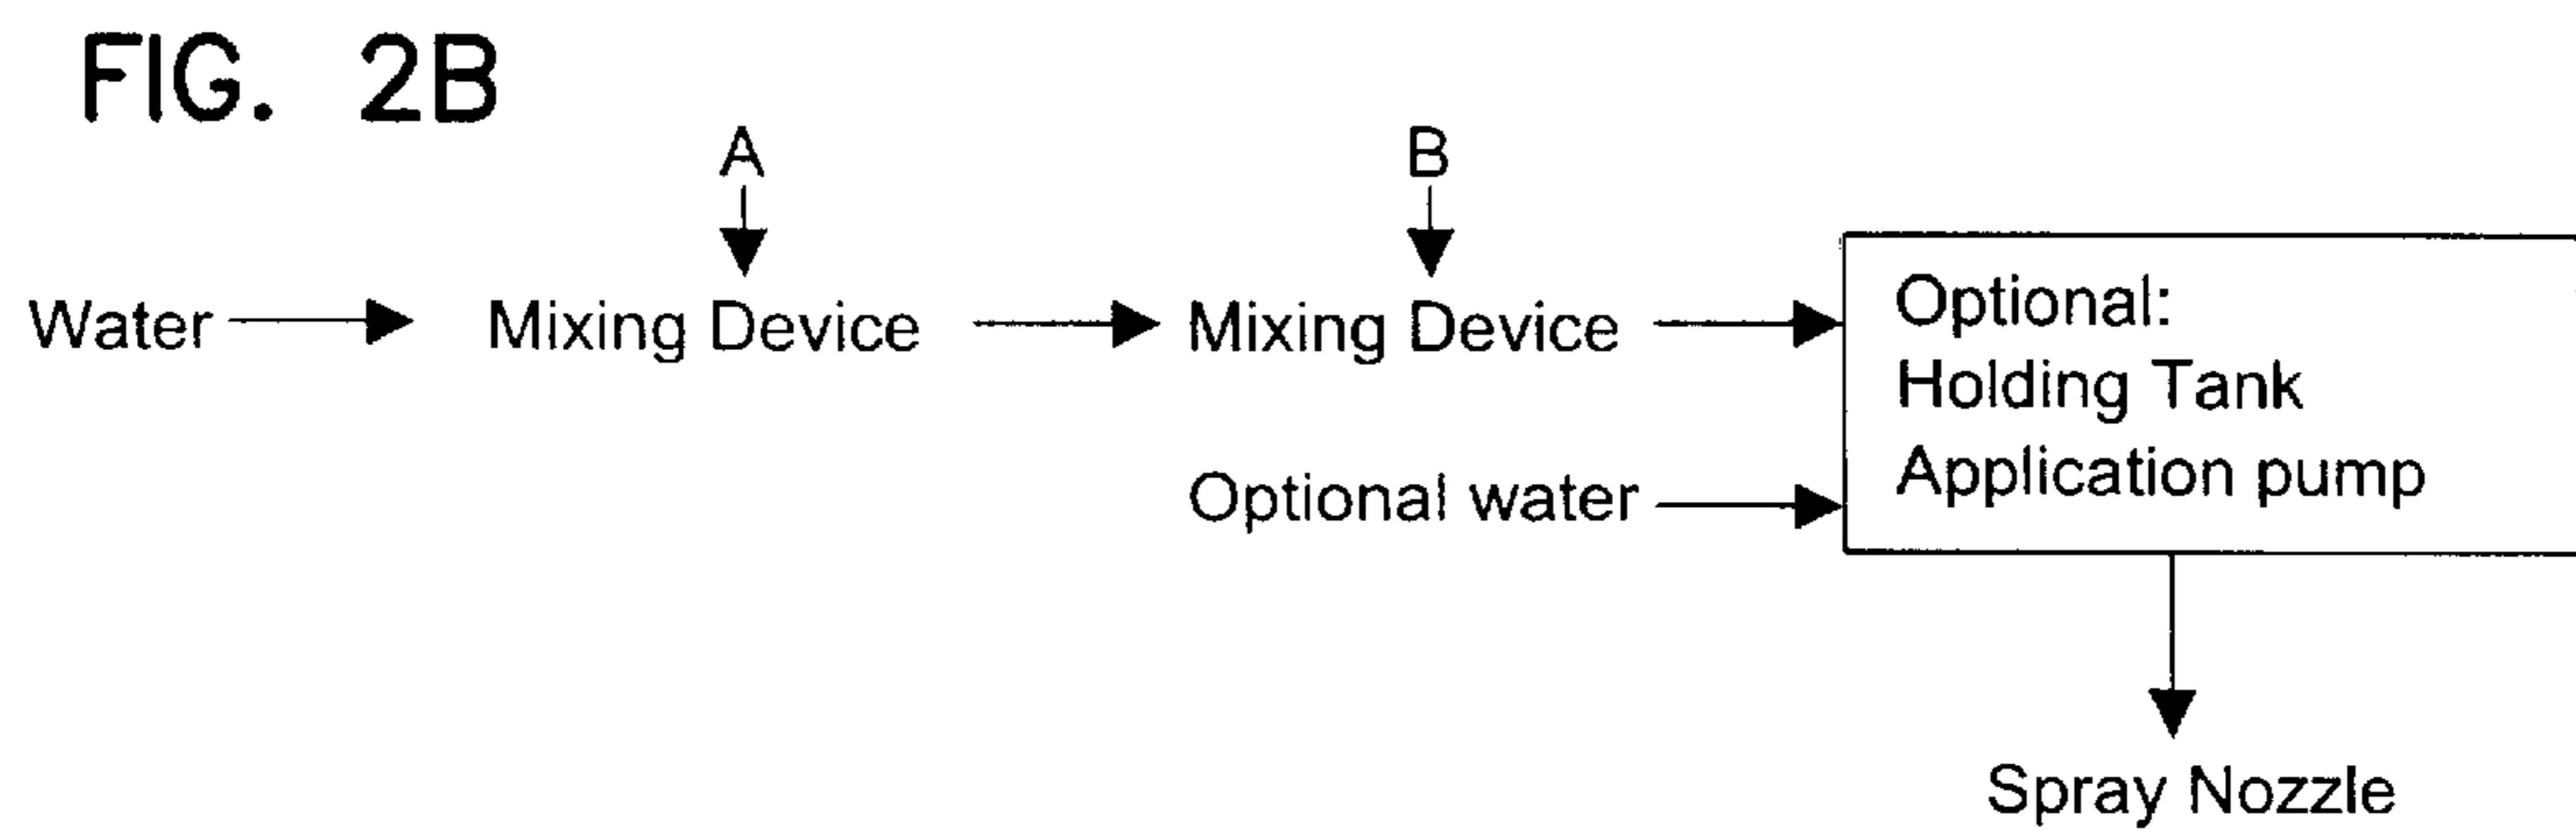 FIG. 2B
A
B
Water
Mixing Device
Mixing Device
Optional:
Holding Tank
Application pump
Optional water
Spray Nozzle